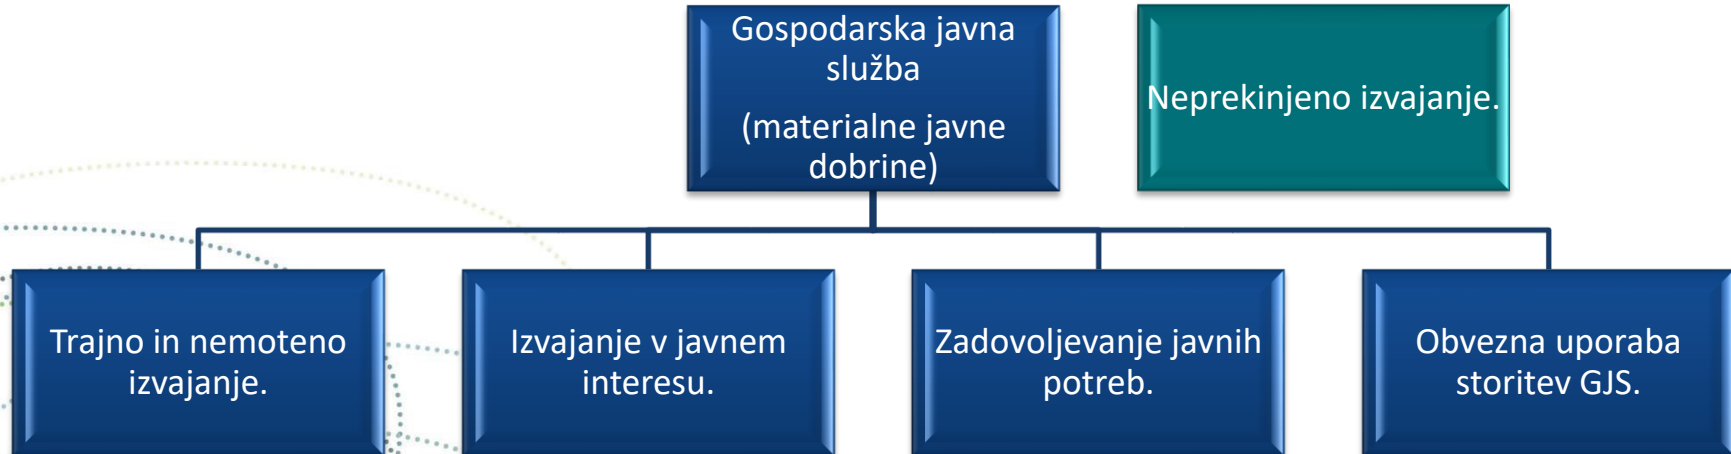 Gospodarska javna
služba
(materialne javne
dobrine)
Neprekinjeno izvajanje.
Trajno in nemoteno
izvajanje.
Izvajanje v javnem
interesu.
Zadovoljevanje javnih
potreb.
Obvezna uporaba
storitev GJS.